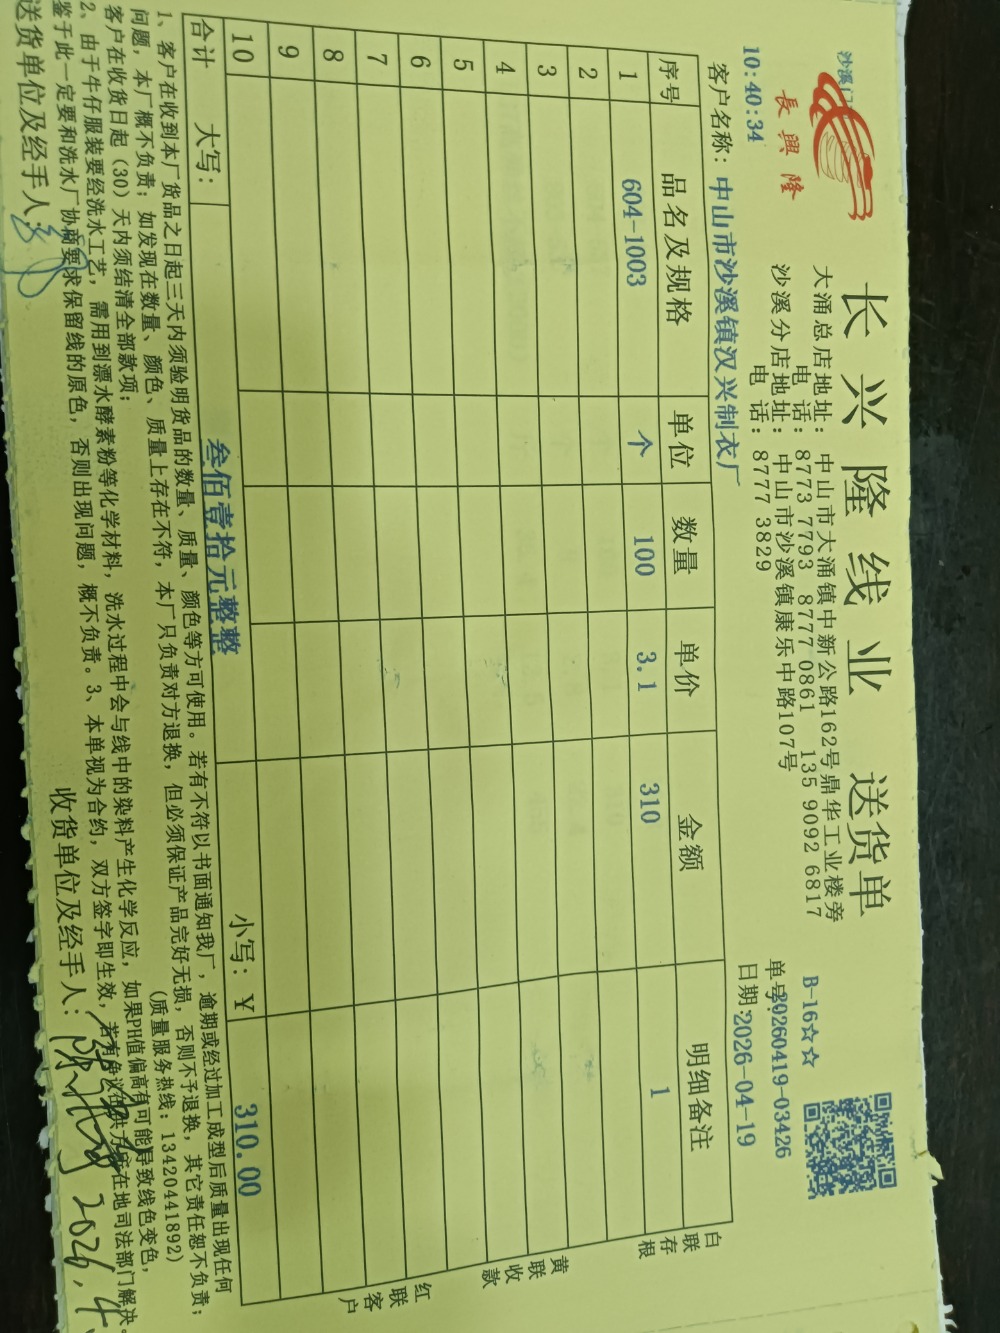 沙溪门
長興隆
长兴隆线业 送货单
大涌总店地址：中山市大涌镇中新公路162号鼎华工业楼旁
电 话：8773 7793 8777 0861 135 9092 6817
沙溪分店地址：中山市沙溪镇康乐中路107号
电 话：8777 3829
B-16☆☆
单号:20260419-03426
日期:2026-04-19
10:40:34
客户名称：中山市沙溪镇汉兴制衣厂
序号 品名及规格 单位 数量 单价 金额 明细备注
1 604-1003 个 100 3.1 310 1
2
3
4
5
6
7
8
9
10
合计 大写： 叁佰壹拾元整整 小写：¥ 310.00
白联存根
黄联收款
红联客户
1、客户在收到本厂货品之日起三天内须验明货品的数量、质量、颜色等方可使用。若有不符以书面通知我厂，逾期或经过加工成型后质量出现任何
问题，本厂概不负责；如发现在数量、颜色、质量上存在不符，本厂只负责对方退换，但必须保证产品完好无损，否则不予退换，其它责任恕不负责；
客户在收货日起（30）天内须结清全部款项； （质量服务热线：13420441892）
2、由于牛仔服装要经洗水工艺，需用到漂水酵素粉等化学材料，洗水过程中会与线中的染料产生化学反应，如果PH值偏高有可能导致线色变色，
鉴于此一定要和洗水厂协商要求保留线的原色，否则出现问题，概不负责。3、本单视为合约，双方签字即生效，若有争议在供方所在地司法部门解决。
送货单位及经手人： 收货单位及经手人： 2026.4.